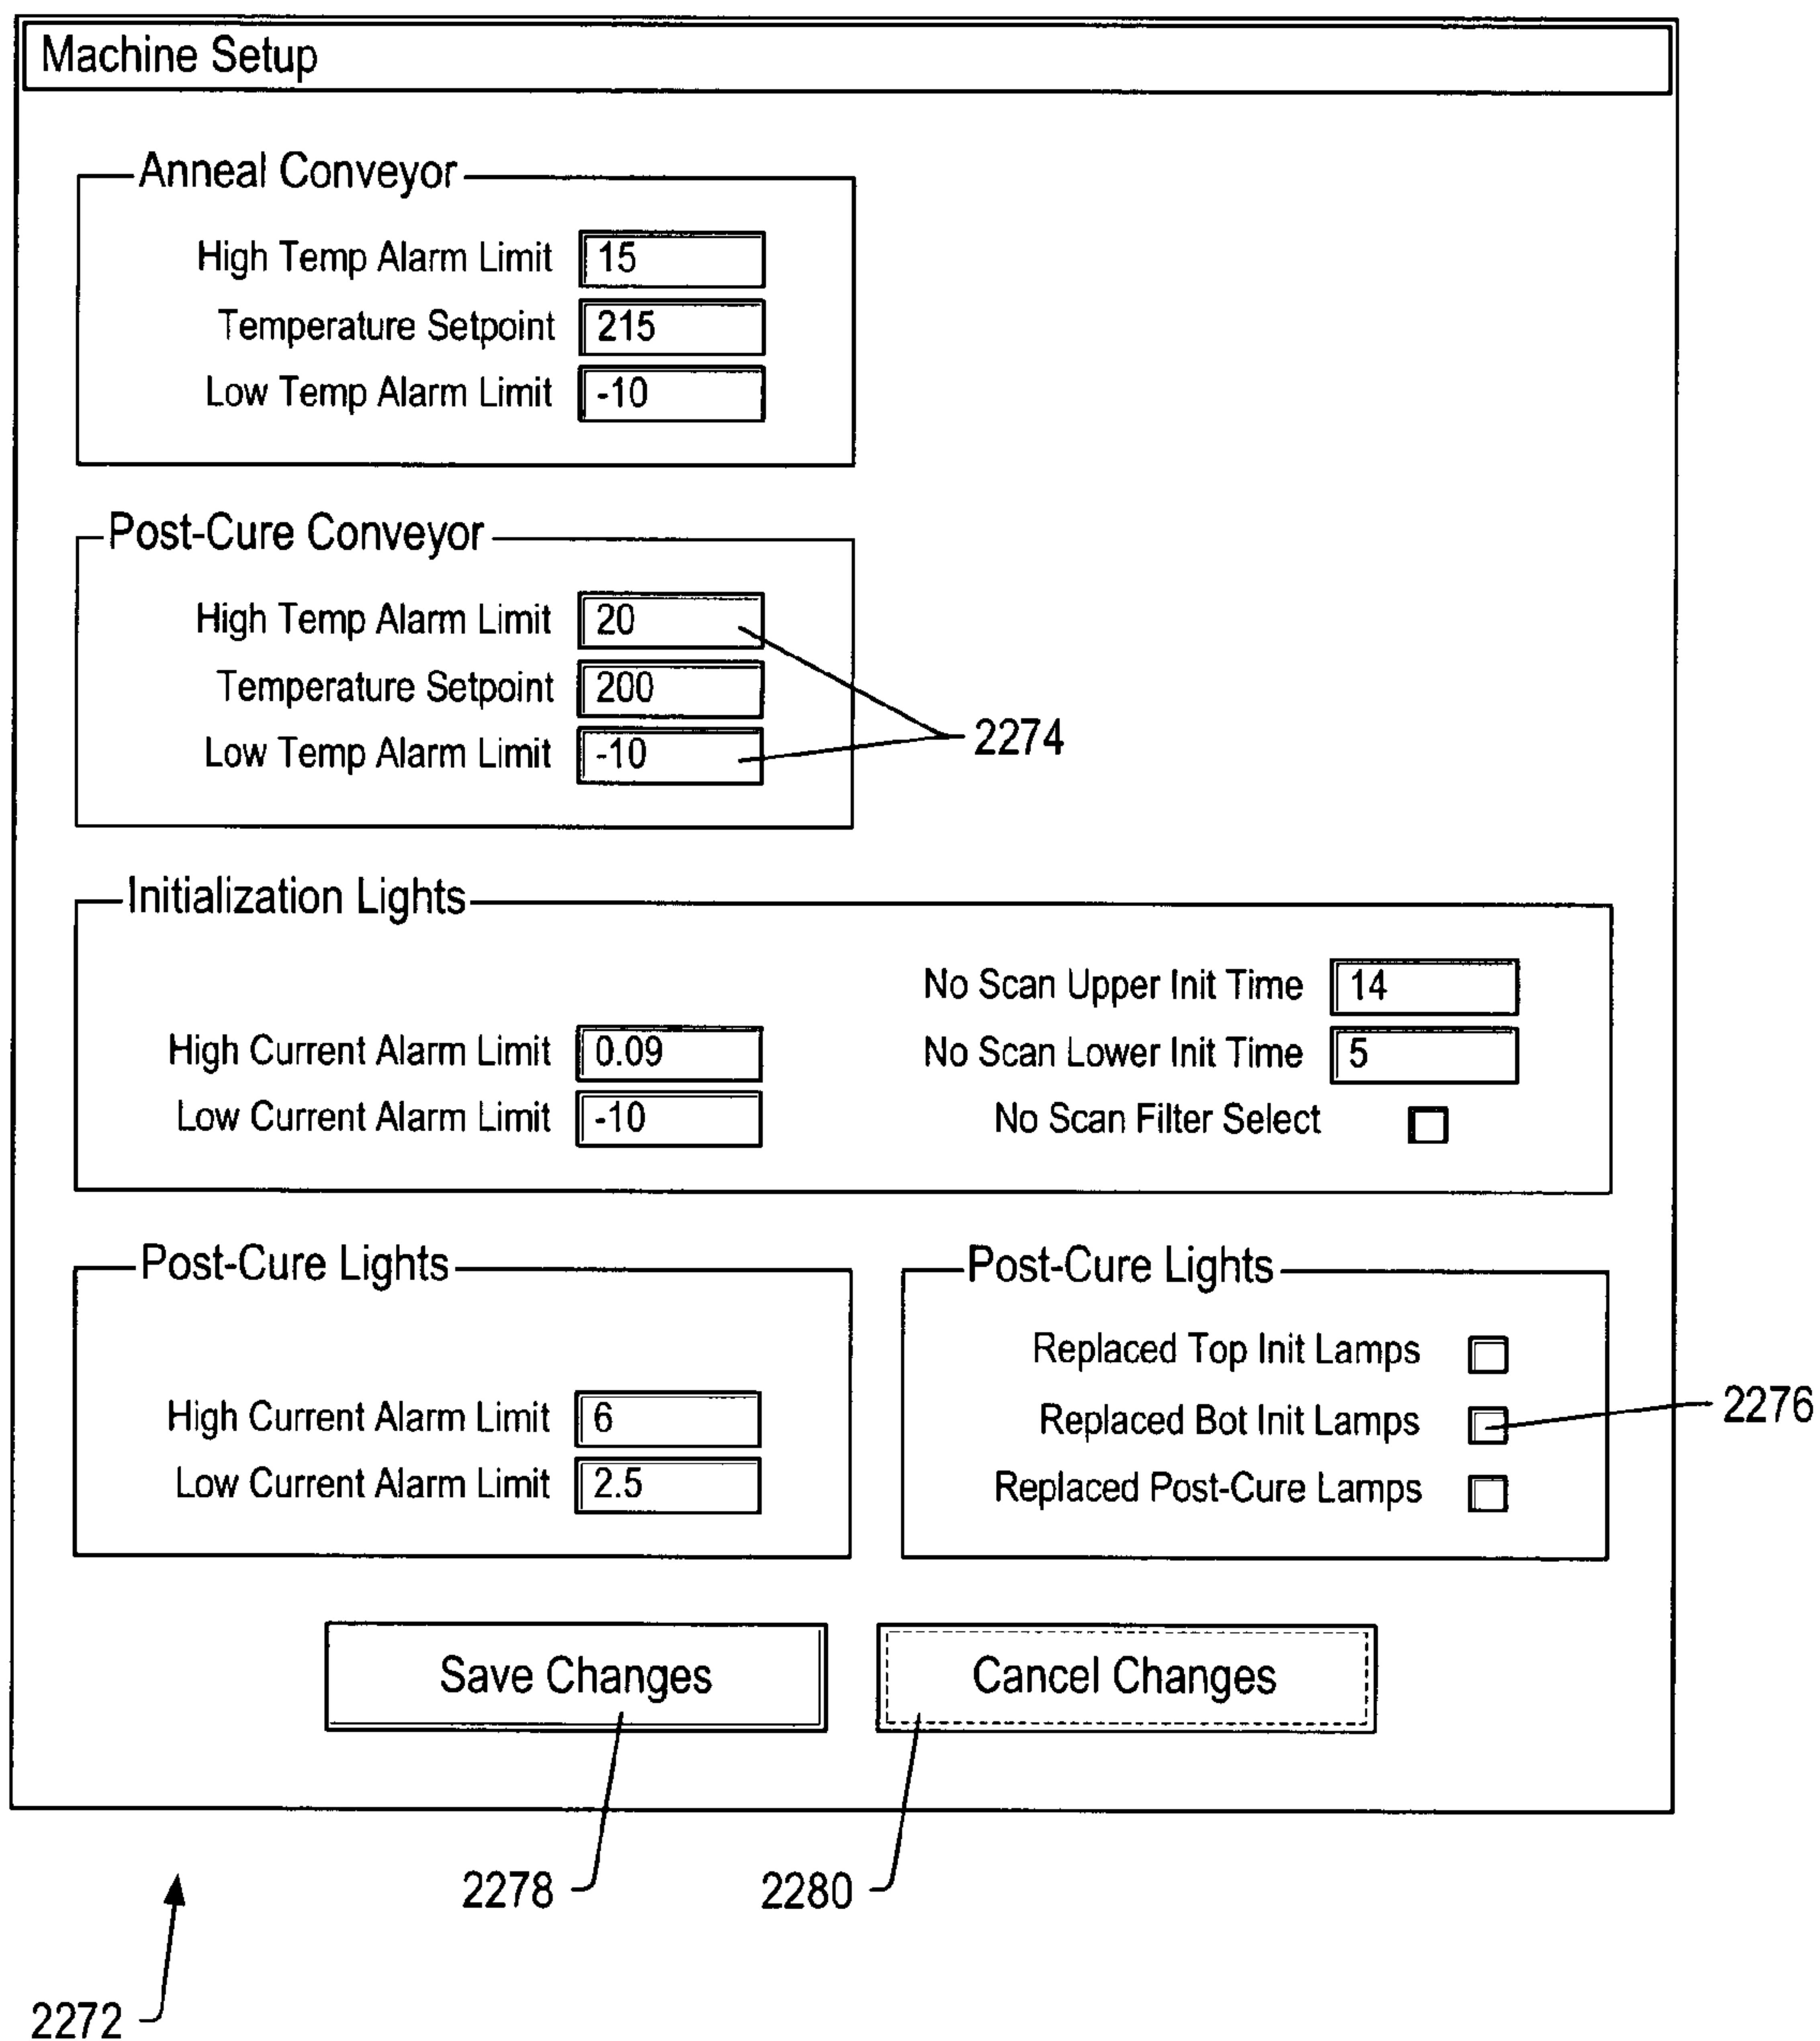 Machine Setup
Anneal Conveyor
High Temp Alarm Limit 15
Temperature Setpoint 215
Low Temp Alarm Limit -10
Post-Cure Conveyor
High Temp Alarm Limit 20
Temperature Setpoint 200
Low Temp Alarm Limit -10
2274
Initialization Lights
No Scan Upper Init Time 14
High Current Alarm Limit 0.09 No Scan Lower Init Time 5
Low Current Alarm Limit -10 No Scan Filter Select
Post-Cure Lights
High Current Alarm Limit 6
Low Current Alarm Limit 2.5
Post-Cure Lights
Replaced Top Init Lamps
Replaced Bot Init Lamps
2276
Replaced Post-Cure Lamps
Save Changes Cancel Changes
2278 2280
2272